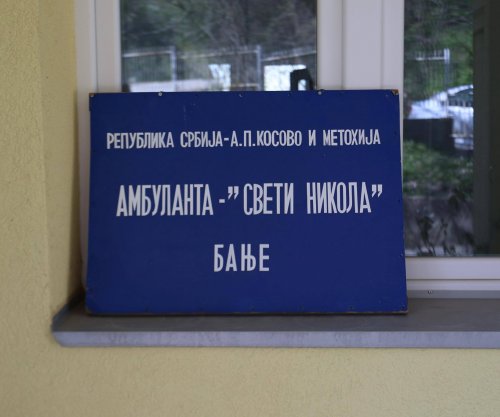 РЕПУБЛИКА СРБИЈА-А.П.КОСОВО И МЕТОХИЈА
АМБУЛАНТА-"СВЕТИ НИКОЛА"
БАЊЕ